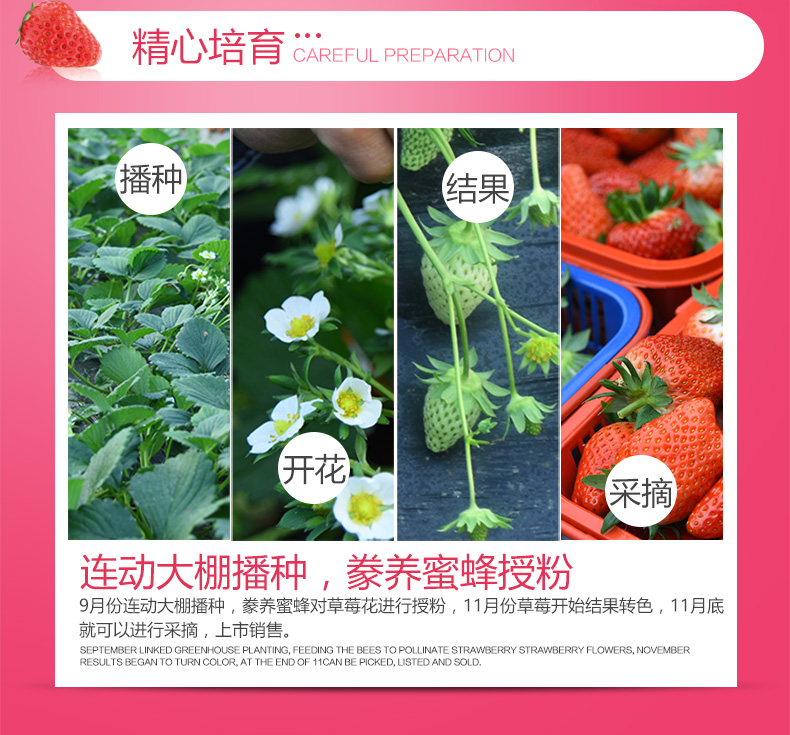 精心培育 ...
CAREFUL PREPARATION
播种
开花
结果
采摘
连动大棚播种，豢养蜜蜂授粉
9月份连动大棚播种，豢养蜜蜂对草莓花进行授粉，11月份草莓开始结果转色，11月底
就可以进行采摘，上市销售。
SEPTEMBER LINKED GREENHOUSE PLANTING, FEEDING THE BEES TO POLLINATE STRAWBERRY STRAWBERRY FLOWERS, NOVEMBER
RESULTS BEGAN TO TURN COLOR, AT THE END OF 11CAN BE PICKED, LISTED AND SOLD.